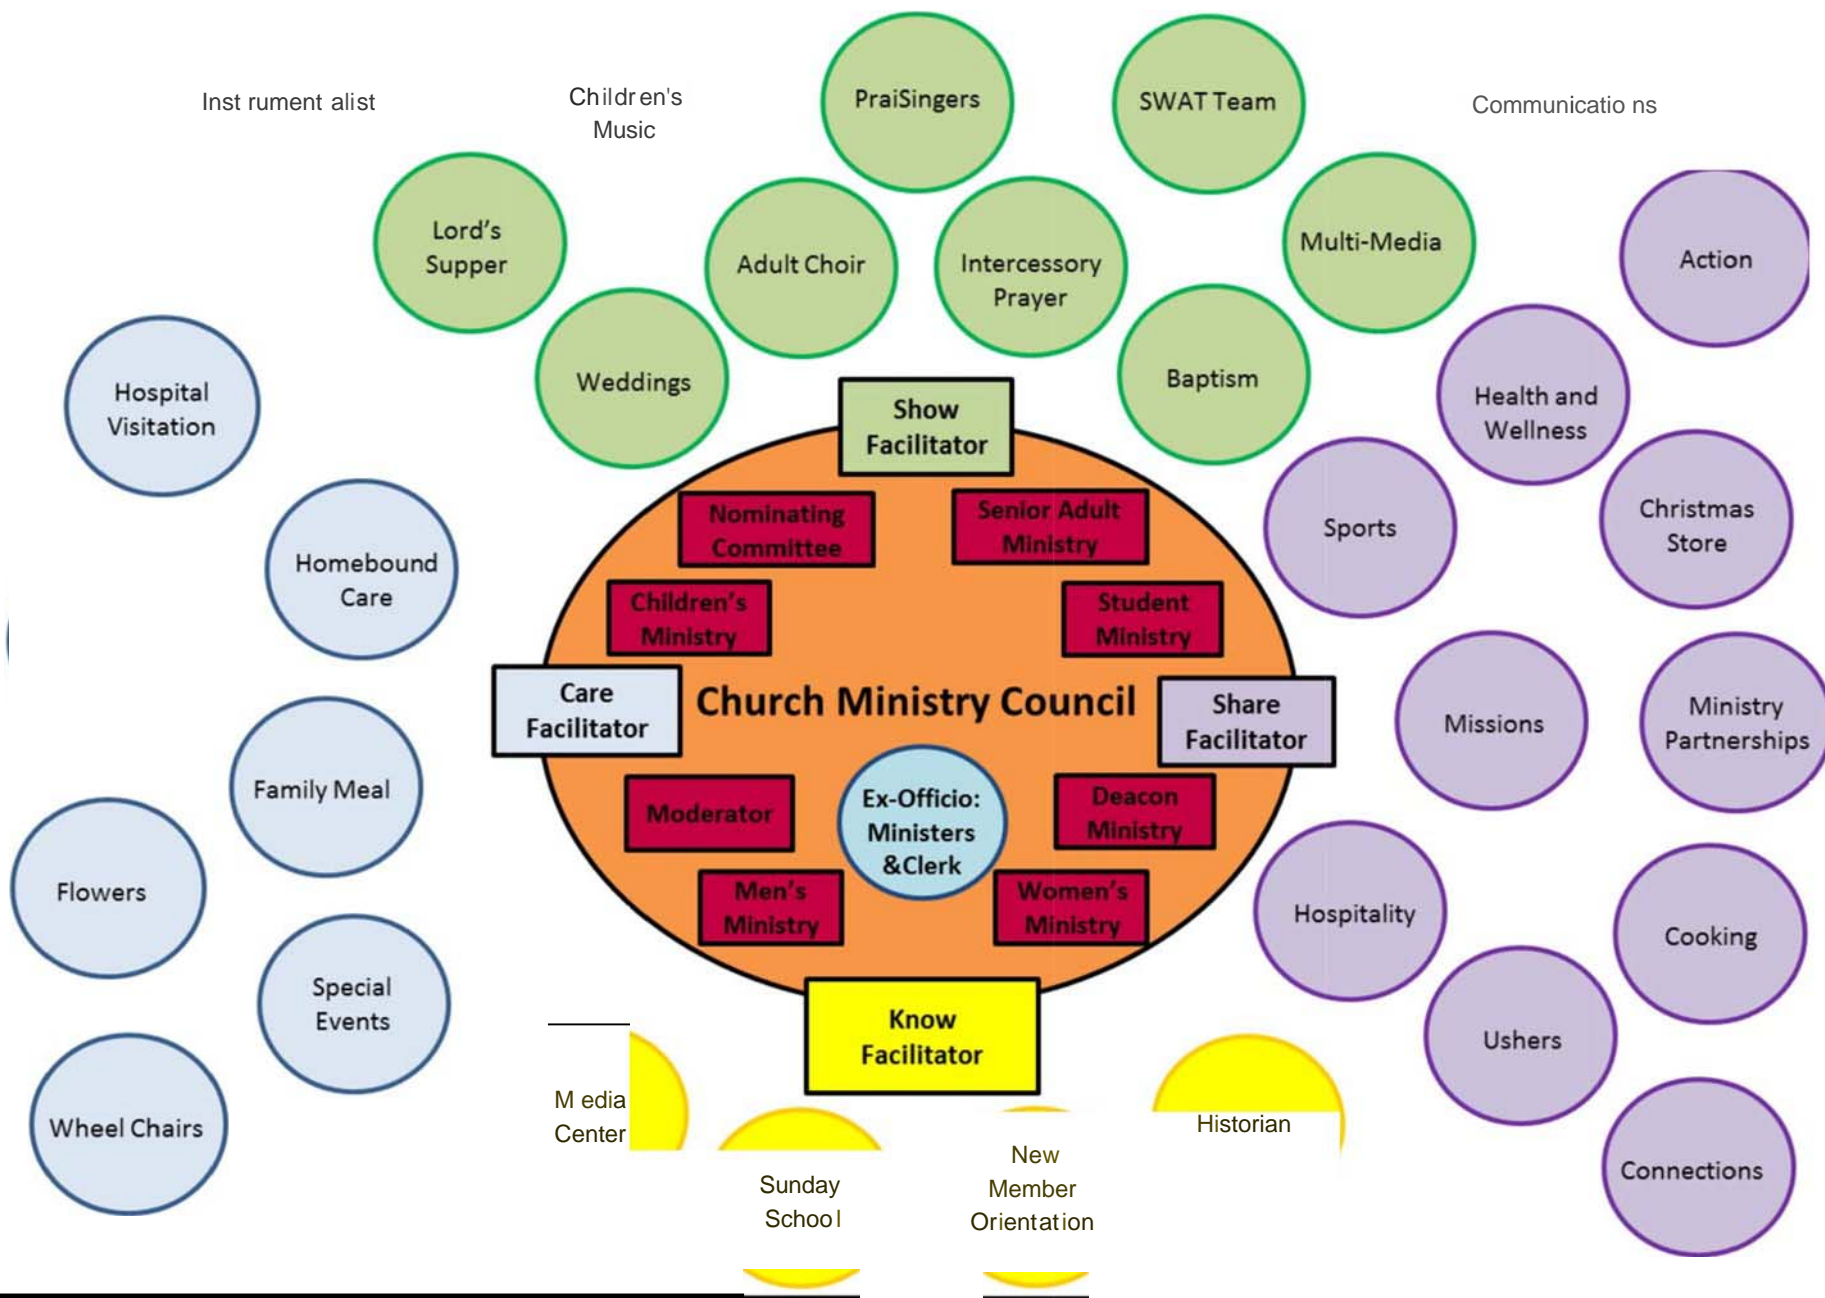 Inst rument alist
Children's
Music
PraiSingers
SWAT Team
Communicatio ns
Lord's
Supper
Adult Choir
Intercessory
Prayer
Multi-Media
Action
Weddings
Baptism
Hospital
Visitation
Health and
Wellness
Show
Facilitator
Nominating
Committee
Senior Adult
Ministry
Sports
Christmas
Store
Homebound
Care
Children's
Ministry
Student
Ministry
Care
Facilitator
Church Ministry Council
Share
Facilitator
Missions
Ministry
Partnerships
Family Meal
Moderator
Ex-Officio:
Ministers
&Clerk
Deacon
Ministry
Flowers
Men's
Ministry
Women's
Ministry
Hospitality
Cooking
Special
Events
Know
Facilitator
Ushers
Wheel Chairs
M edia
Center
Historian
Sunday
School
New
Member
Orientation
Connections